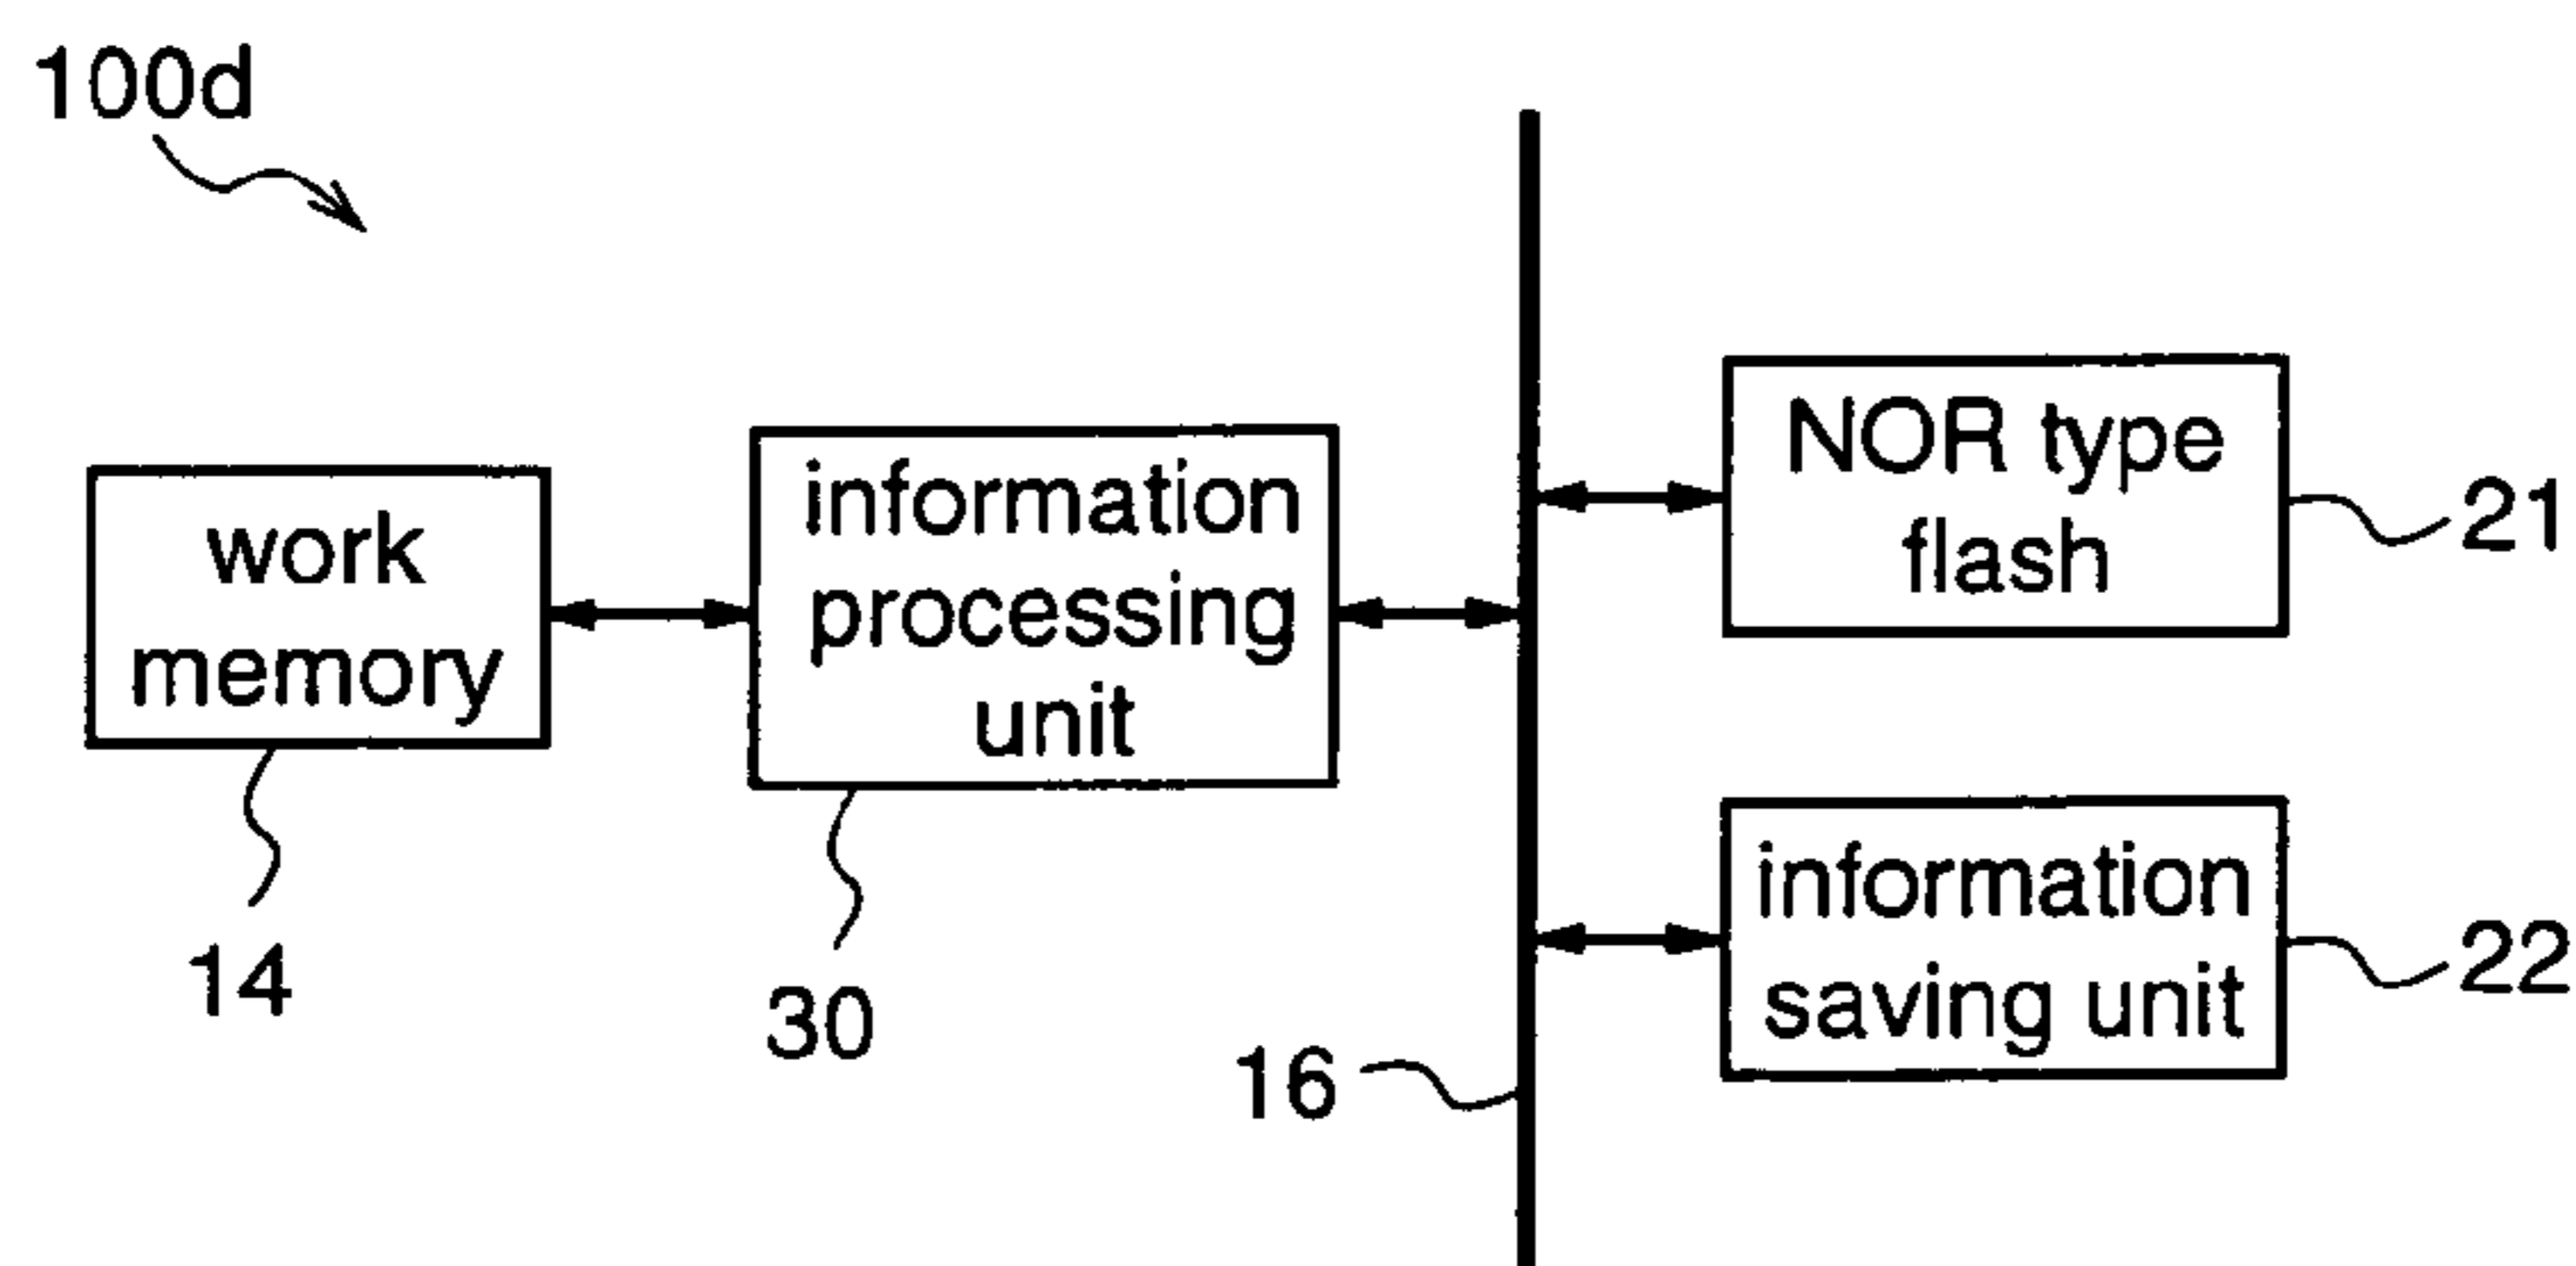 100d
work
memory
14
information
processing
unit
30
16
NOR type
flash
21
information
saving unit
22